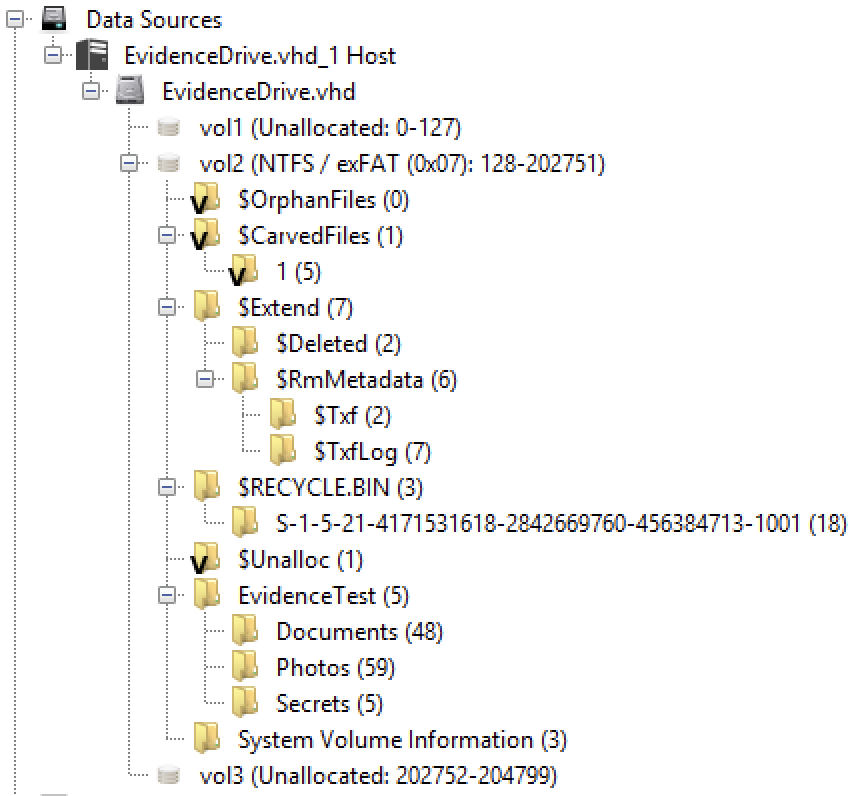 Data Sources
EvidenceDrive.vhd_1 Host
EvidenceDrive.vhd
vol1 (Unallocated: 0-127)
vol2 (NTFS / exFAT (0x07): 128-202751)
$OrphanFiles (0)
$CarvedFiles (1)
1 (5)
$Extend (7)
$Deleted (2)
$RmMetadata (6)
$Txf (2)
$TxfLog (7)
$RECYCLE.BIN (3)
S-1-5-21-4171531618-2842669760-456384713-1001 (18)
$Unalloc (1)
EvidenceTest (5)
Documents (48)
Photos (59)
Secrets (5)
System Volume Information (3)
vol3 (Unallocated: 202752-204799)